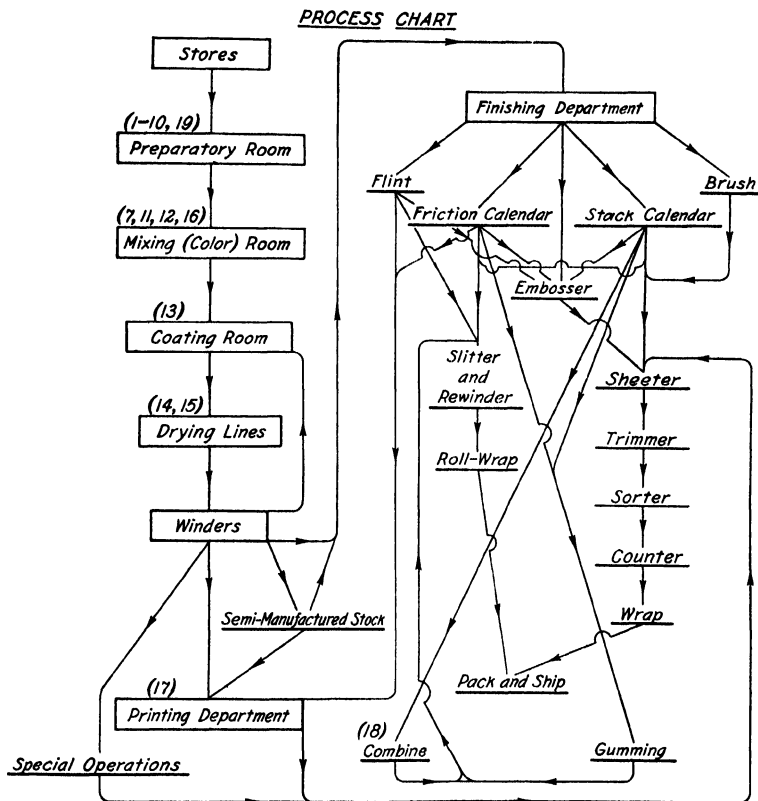 PROCESS CHART
Stores
(1-10, 19)
Preparatory Room
(7, 11, 12, 16)
Mixing (Color) Room
(13)
Coating Room
(14, 15)
Drying Lines
Winders
Semi-Manufactured Stock
(17)
Printing Department
Special Operations
Finishing Department
Flint
Brush
Friction Calendar
Stack Calendar
Embosser
Slitter
and
Rewinder
Roll-Wrap
Sheeter
Trimmer
Sorter
Counter
Wrap
Pack and Ship
(18)
Combine
Gumming